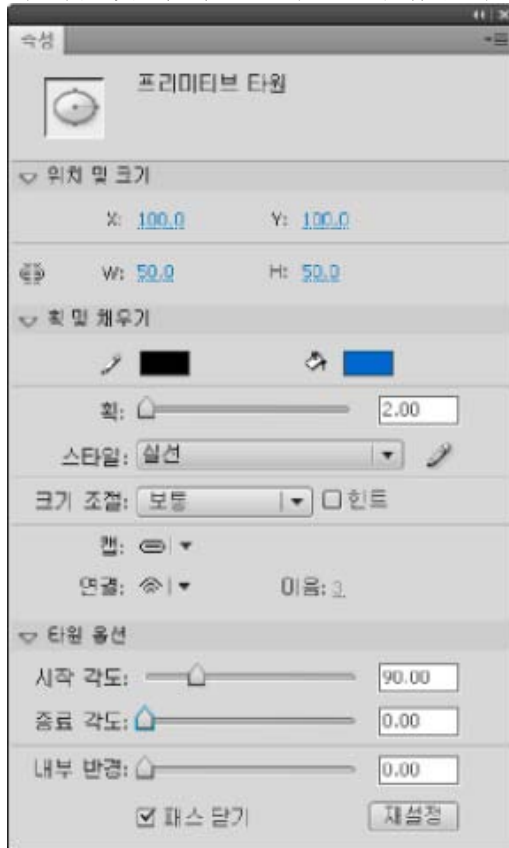 속성
프리미티브 타원
위치 및 크기
X: 100.0 Y: 100.0
W: 50.0 H: 50.0
획 및 채우기
획: 2.00
스타일: 실선
크기 조절: 보통 힌트
캡:
연결: 이음: 3
타원 옵션
시작 각도: 90.00
종료 각도: 0.00
내부 반경: 0.00
패스 닫기 재설정